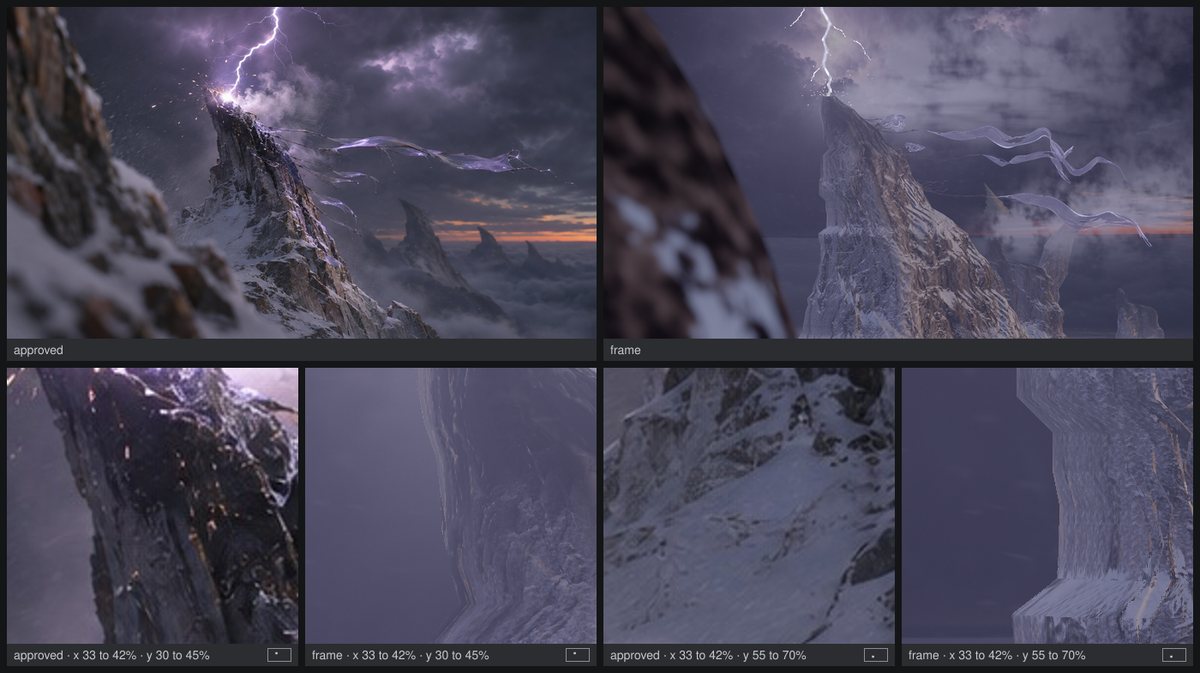 approved
frame
approved · x 33 to 42% · y 30 to 45%
frame · x 33 to 42% · y 30 to 45%
approved · x 33 to 42% · y 55 to 70%
frame · x 33 to 42% · y 55 to 70%